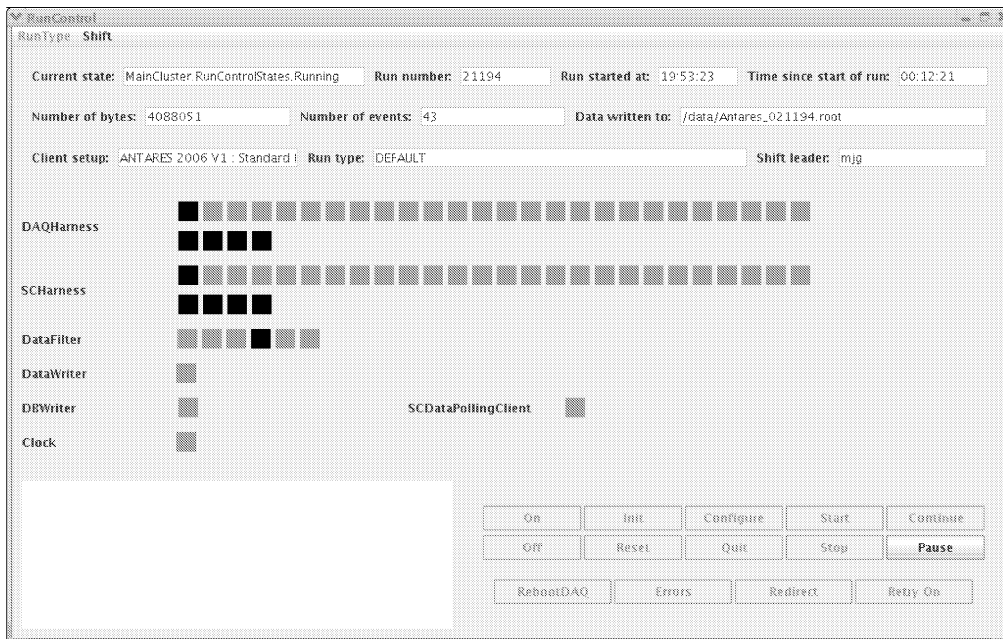 RunControl
RunType Shift
Current state: MainCluster RunControlStates.Running Run number: 21194 Run started at: 19:53:23 Time since start of run: 00:12:21
Number of bytes: 4088051 Number of events: 43 Data written to: /data/Antares_021194.root
Client setup: ANTARES 2006 V1 : Standard Run type: DEFAULT Shift leader: mjg
DAQHarness
SCHarness
DataFilter
DataWriter
DBWriter SCDataPollingClient
Clock
On Init Configure Start Continue
Off Reset Quit Stop Pause
RebootDAQ Errors Redirect Retry On